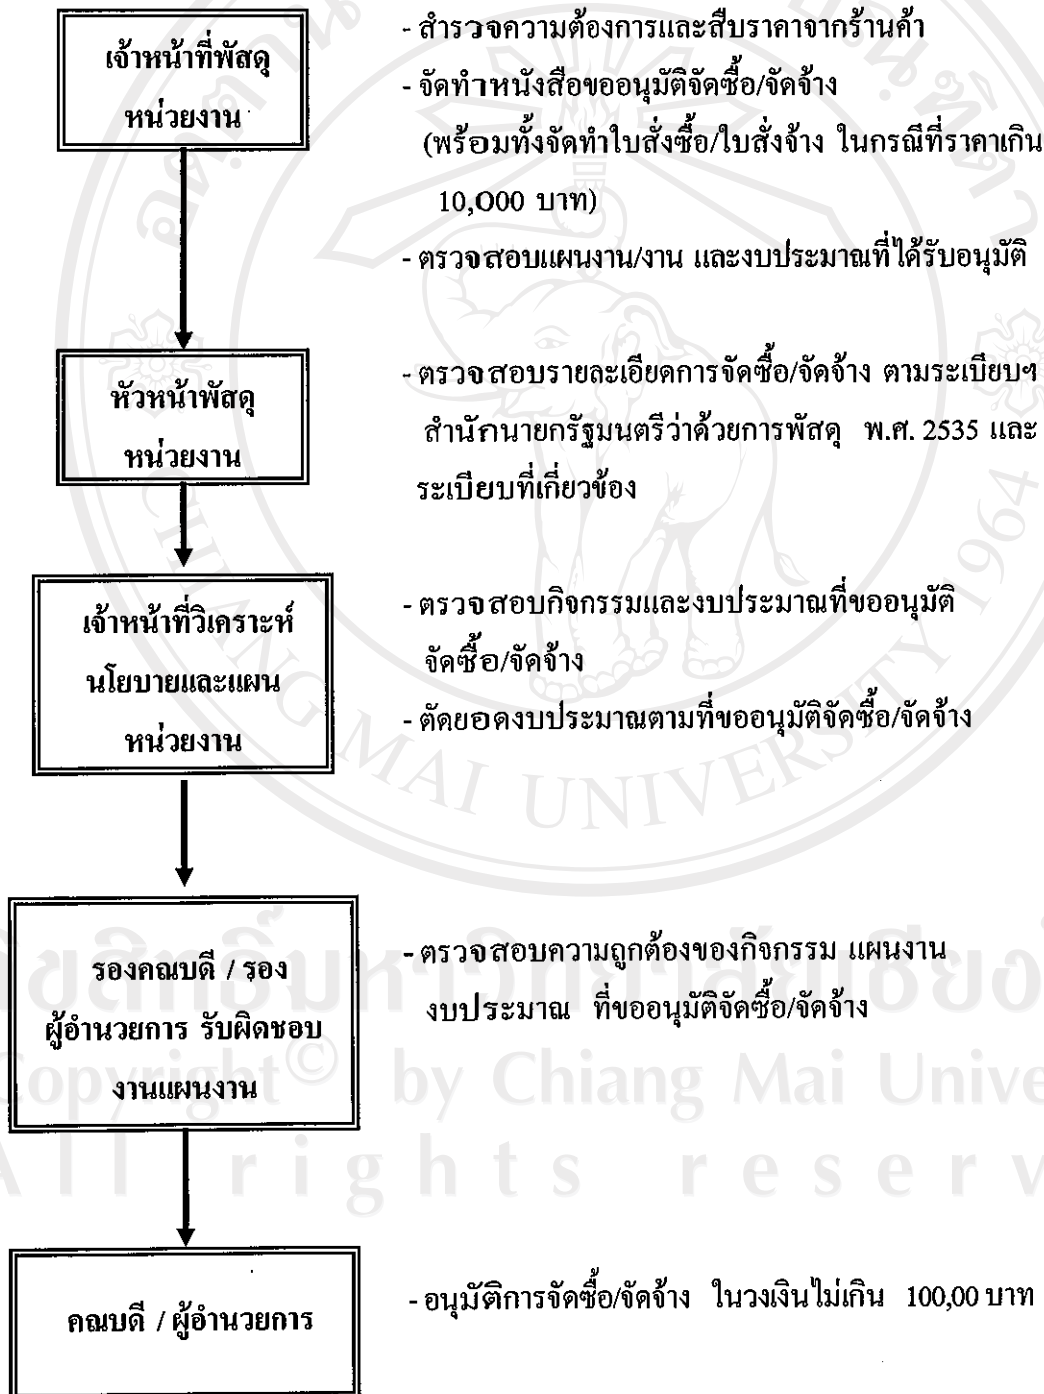 เจ้าหน้าที่พัสดุ
หน่วยงาน
- สำรวจความต้องการและสืบราคาจากร้านค้า
- จัดทำหนังสือขออนุมัติจัดซื้อ/จัดจ้าง
(พร้อมทั้งจัดทำใบสั่งซื้อ/ใบสั่งจ้าง ในกรณีที่ราคาเกิน
10,000 บาท)
- ตรวจสอบแผนงาน/งาน และงบประมาณที่ได้รับอนุมัติ
หัวหน้าพัสดุ
หน่วยงาน
- ตรวจสอบรายละเอียดการจัดซื้อ/จัดจ้าง ตามระเบียบฯ
สำนักนายกรัฐมนตรีว่าด้วยการพัสดุ พ.ศ. 2535 และ
ระเบียบที่เกี่ยวข้อง
เจ้าหน้าที่วิเคราะห์
นโยบายและแผน
หน่วยงาน
- ตรวจสอบกิจกรรมและงบประมาณที่ขออนุมัติ
จัดซื้อ/จัดจ้าง
- ตัดยอดงบประมาณตามที่ขออนุมัติจัดซื้อ/จัดจ้าง
CHIANG MAI UNIVERSITY 1964
รองคณบดี / รอง
ผู้อำนวยการ รับผิดชอบ
งานแผนงาน
- ตรวจสอบความถูกต้องของกิจกรรม แผนงาน
งบประมาณ ที่ขออนุมัติจัดซื้อ/จัดจ้าง
Copyright© by Chiang Mai Unive
All rights reserv
คณบดี / ผู้อำนวยการ
- อนุมัติการจัดซื้อ/จัดจ้าง ในวงเงินไม่เกิน 100,00 บาท